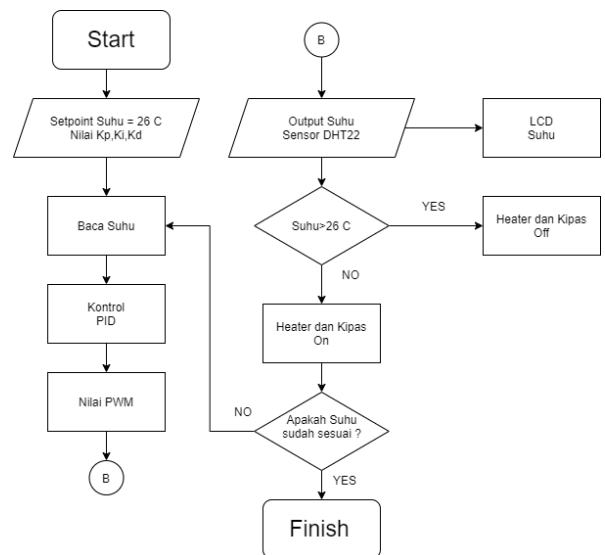 Start
Setpoint Suhu = 26 C
Nilai Kp,Ki,Kd
Baca Suhu
Kontrol
PID
Nilai PWM
B
B
Output Suhu
Sensor DHT22
LCD
Suhu
Suhu>26 C
YES
Heater dan Kipas
Off
NO
Heater dan Kipas
On
Apakah Suhu
sudah sesuai ?
NO
YES
Finish